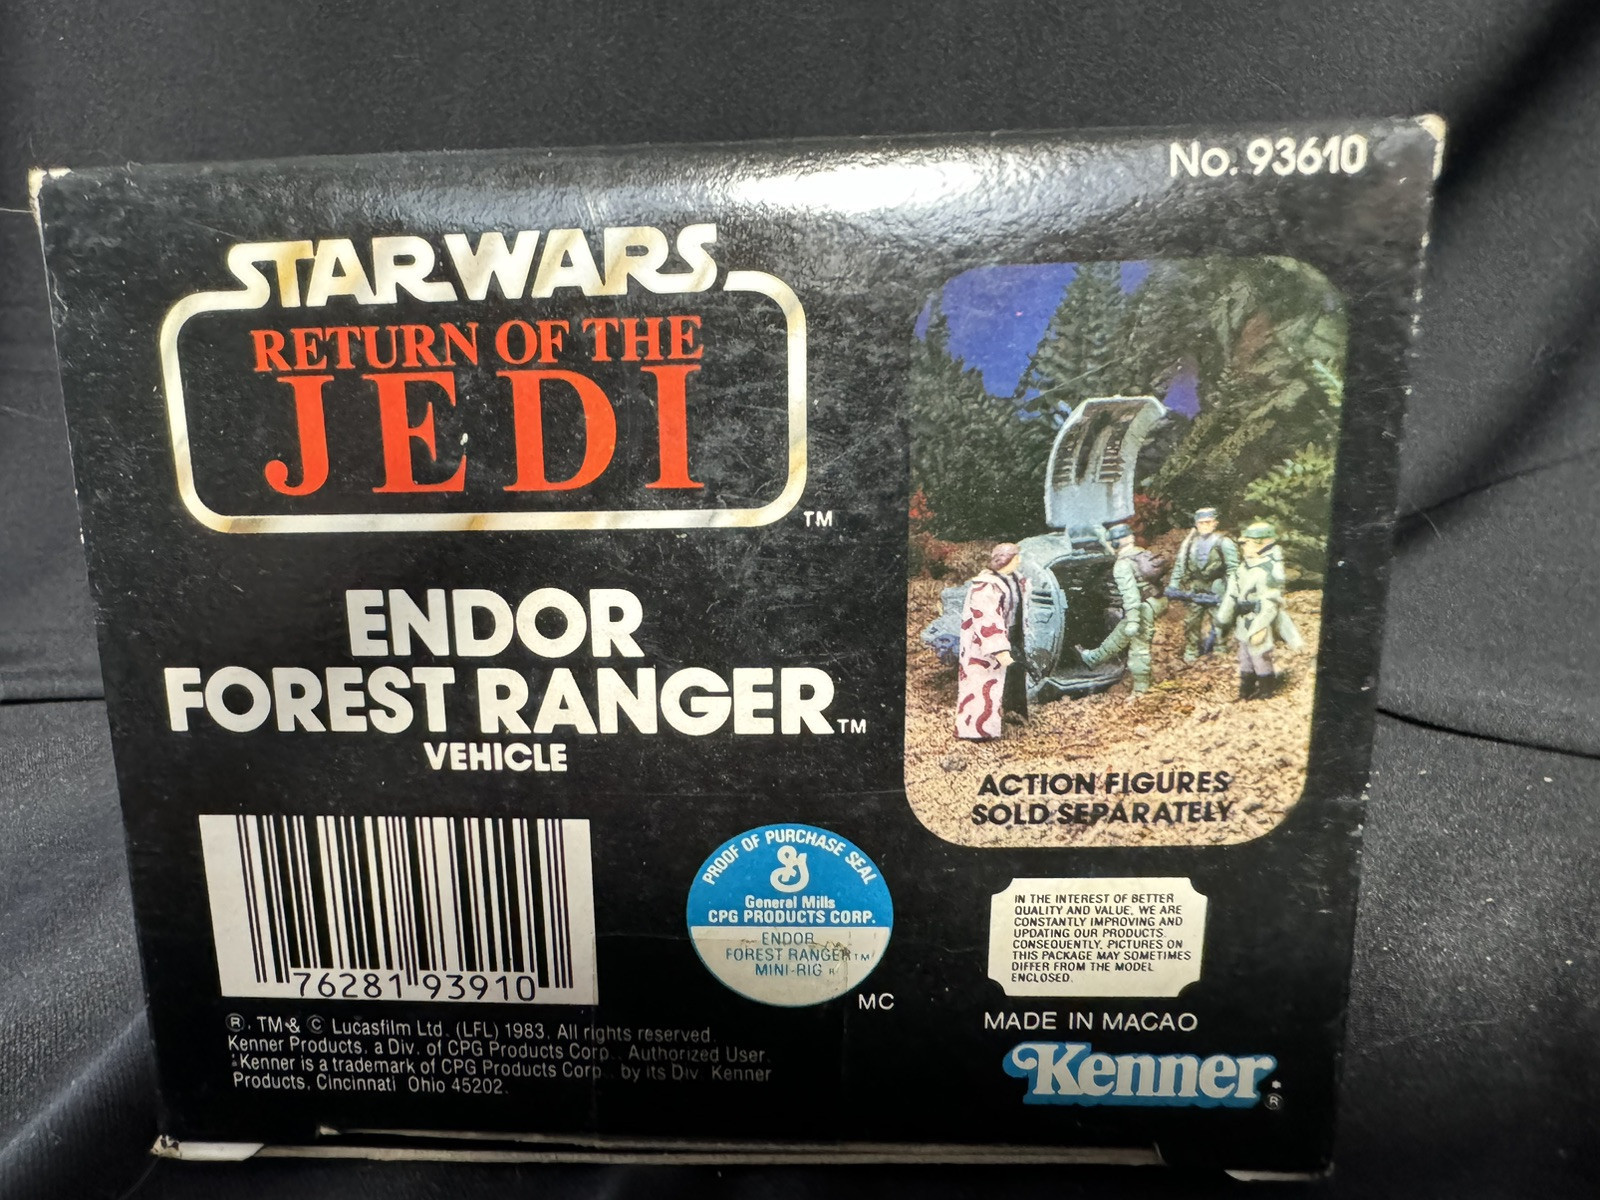 No. 93610
STAR WARS
RETURN OF THE
JEDI
TM
ENDOR
FOREST RANGER TM
VEHICLE
ACTION FIGURES
SOLD SEPARATELY
76281 93910
PROOF OF PURCHASE SEAL
General Mills
CPG PRODUCTS CORP.
ENDOR
FOREST RANGER TM
MINI-RIG
MC
IN THE INTEREST OF BETTER
QUALITY AND VALUE, WE ARE
CONSTANTLY IMPROVING AND
UPDATING OUR PRODUCTS.
CONSEQUENTLY, PICTURES ON
THIS PACKAGE MAY SOMETIMES
DIFFER FROM THE MODEL
ENCLOSED.
MADE IN MACAO
Kenner ®
®, TM & © Lucasfilm Ltd. (LFL) 1983. All rights reserved.
Kenner Products, a Div. of CPG Products Corp., Authorized User.
Kenner is a trademark of CPG Products Corp., by its Div. Kenner
Products, Cincinnati Ohio 45202.